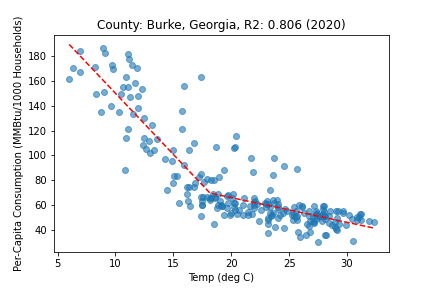 County: Burke, Georgia, R2: 0.806 (2020)
Per-Capita Consumption (MMBtu/1000 Households)
180
160
140
120
100
80
60
40
5 10 15 20 25 30
Temp (deg C)